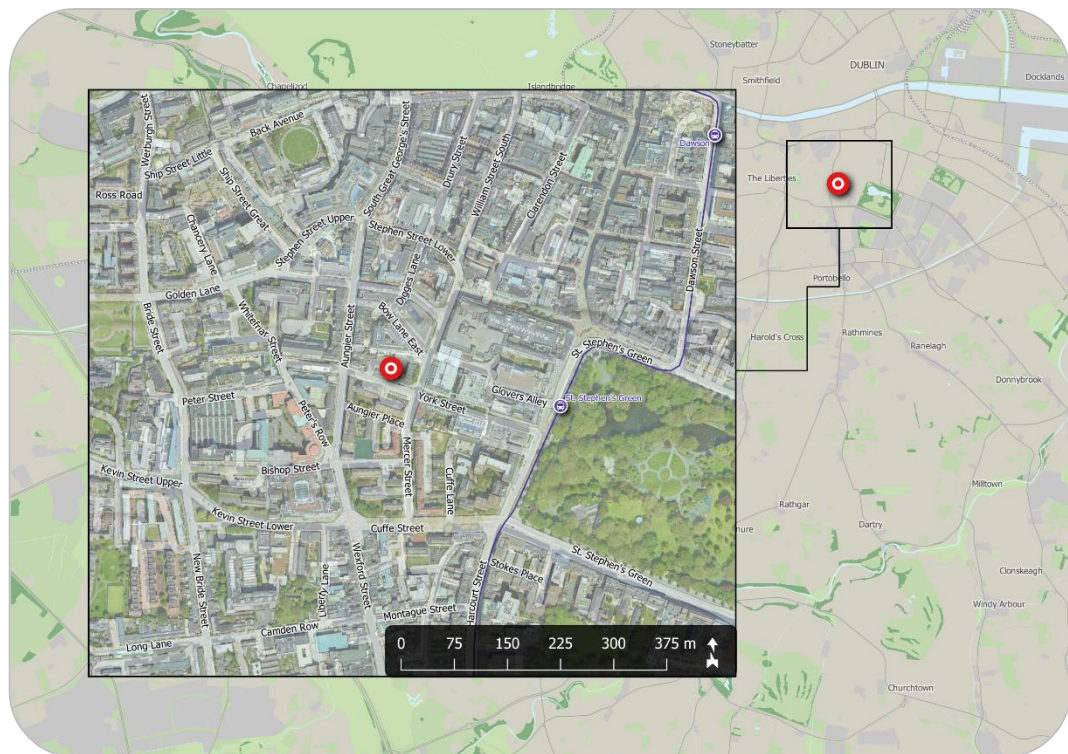 Stoneybatter
DUBLIN
Smithfield
Docklands
Chapelizod
Islandbridge
The Liberties
Portobello
Harold's Cross
Rathmines
Ranelagh
Donnybrook
Milltown
Rathgar
Dartry
nure
Clonskeagh
Windy Arbour
Churchtown
Werburgh Street
Back Avenue
Ship Street Little
Ross Road
Ship Street Great
Chancery Lane
South Great George's Street
Drury Street
William Street South
Clarendon Street
Dawson
Dawson Street
Stephen Street Upper
Stephen Street Lower
Digges Lane
Golden Lane
Bride Street
Whitefriar Street
Aungier Street
Bow Lane East
St. Stephen's Green
Glovers Alley
St. Stephen's Green
York Street
Peter Street
Peter's Row
Aungier Place
Mercer Street
Cuffe Lane
Bishop Street
Kevin Street Upper
Kevin Street Lower
Cuffe Street
St. Stephen's Green
Stokes Place
New Bride Street
Liberty Lane
Wexford Street
Harcourt Street
Montague Street
Camden Row
Long Lane
0 75 150 225 300 375 m